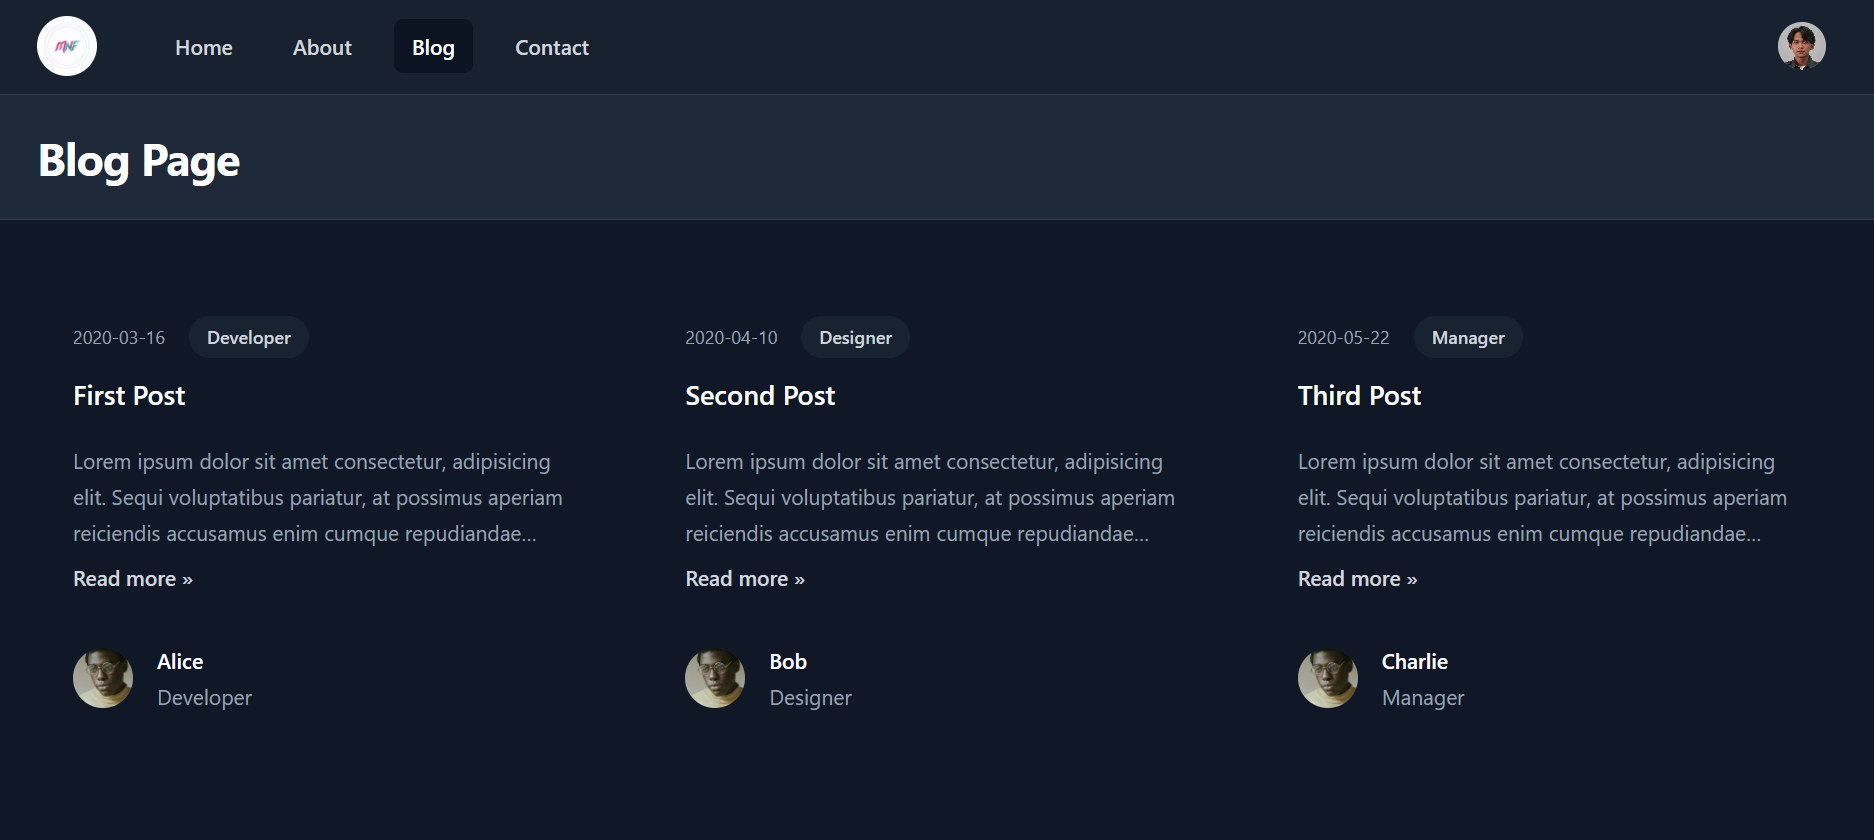 MNF
Home
About
Blog
Contact
Blog Page
2020-03-16
Developer
First Post
Lorem ipsum dolor sit amet consectetur, adipisicing
elit. Sequi voluptatibus pariatur, at possimus aperiam
reiciendis accusamus enim cumque repudiandae...
Read more »
Alice
Developer
2020-04-10
Designer
Second Post
Lorem ipsum dolor sit amet consectetur, adipisicing
elit. Sequi voluptatibus pariatur, at possimus aperiam
reiciendis accusamus enim cumque repudiandae...
Read more »
Bob
Designer
2020-05-22
Manager
Third Post
Lorem ipsum dolor sit amet consectetur, adipisicing
elit. Sequi voluptatibus pariatur, at possimus aperiam
reiciendis accusamus enim cumque repudiandae...
Read more »
Charlie
Manager